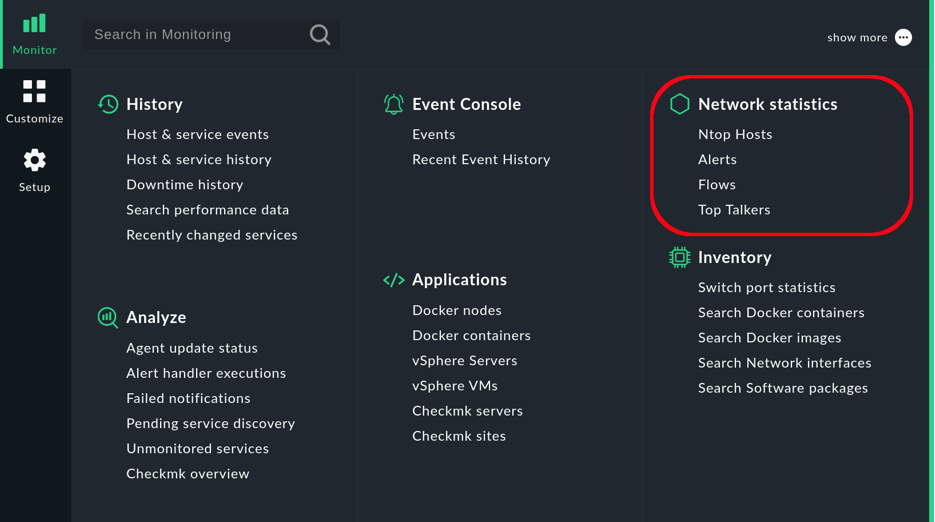 Monitor
Customize
Setup
Search in Monitoring
show more
History
Host & service events
Host & service history
Downtime history
Search performance data
Recently changed services
Analyze
Agent update status
Alert handler executions
Failed notifications
Pending service discovery
Unmonitored services
Checkmk overview
Event Console
Events
Recent Event History
Applications
Docker nodes
Docker containers
vSphere Servers
vSphere VMs
Checkmk servers
Checkmk sites
Network statistics
Ntop Hosts
Alerts
Flows
Top Talkers
Inventory
Switch port statistics
Search Docker containers
Search Docker images
Search Network interfaces
Search Software packages